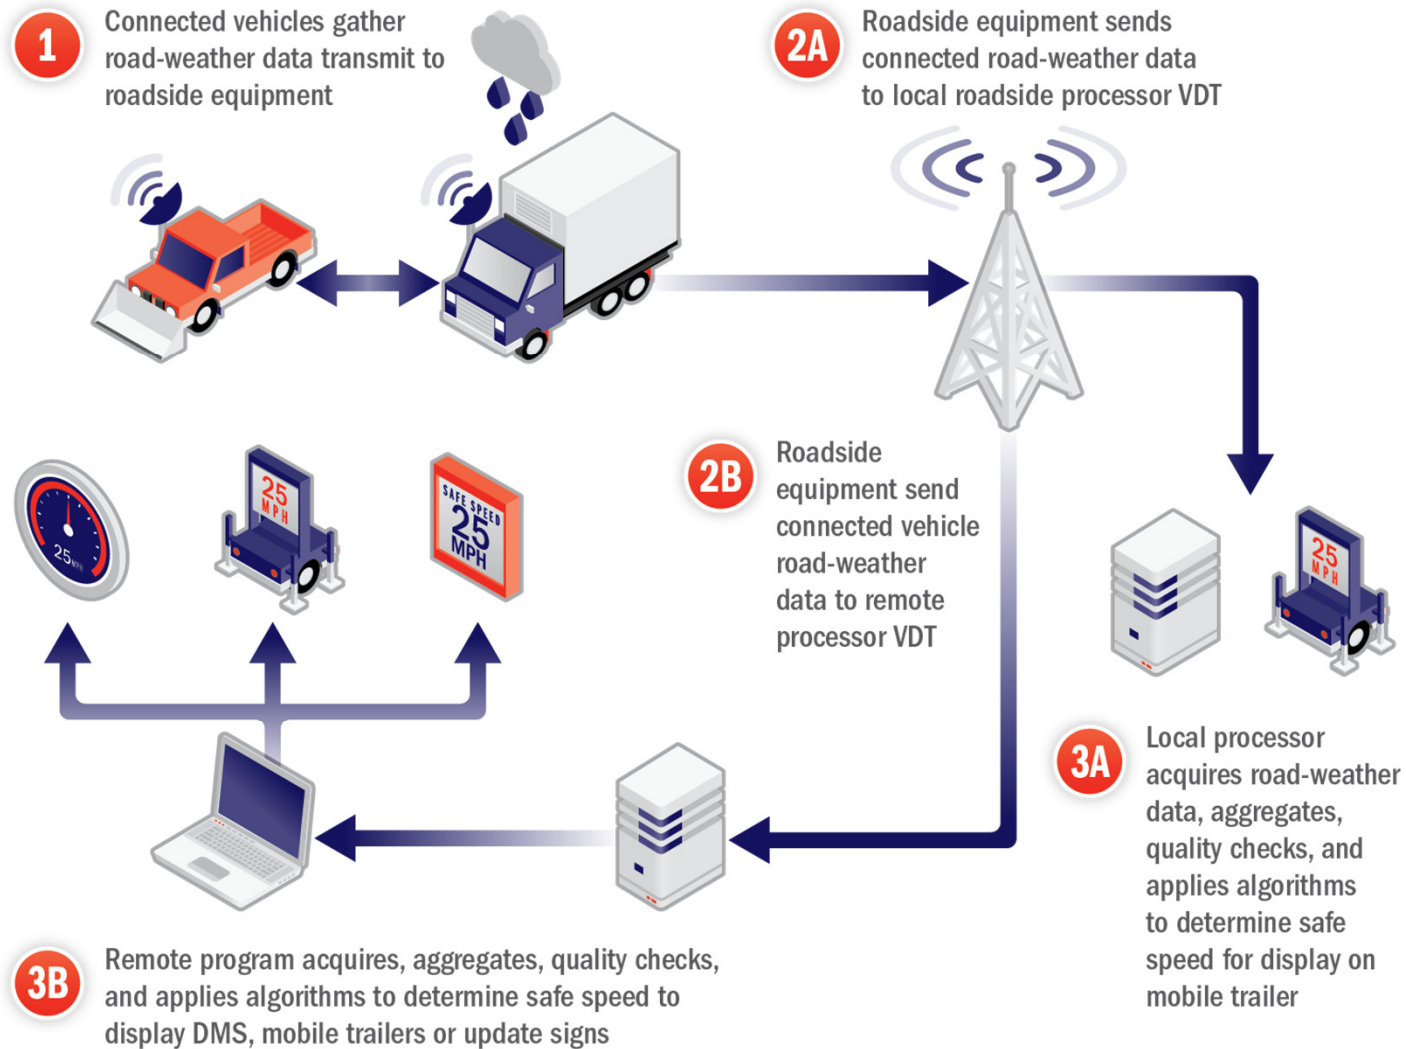 1
Connected vehicles gather
road-weather data transmit to
roadside equipment
2A
Roadside equipment sends
connected road-weather data
to local roadside processor VDT
2B
Roadside
equipment send
connected vehicle
road-weather
data to remote
processor VDT
25 MPH
25
MPH
SAFE SPEED
25
MPH
25
MPH
3A
Local processor
acquires road-weather
data, aggregates,
quality checks, and
applies algorithms
to determine safe
speed for display on
mobile trailer
3B
Remote program acquires, aggregates, quality checks,
and applies algorithms to determine safe speed to
display DMS, mobile trailers or update signs